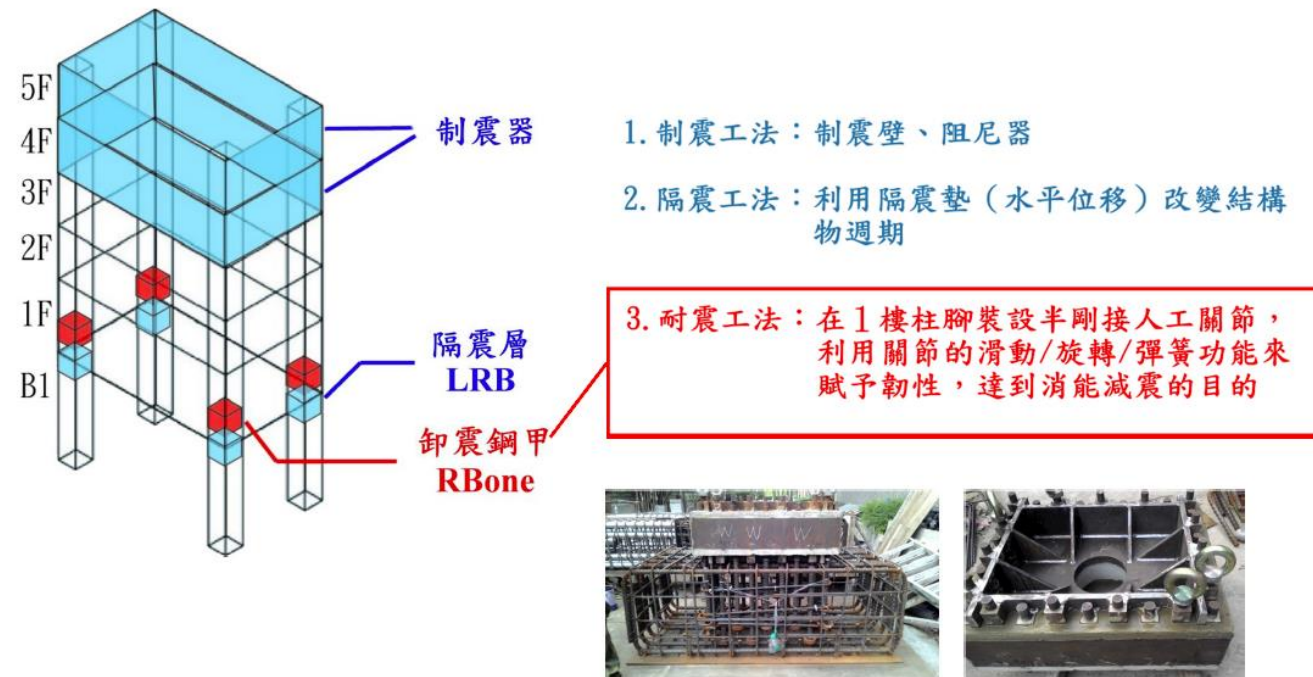 5F
4F
3F
2F
1F
B1
制震器
隔震層
LRB
卸震鋼甲
RBone
1.制震工法：制震壁、阻尼器
2.隔震工法：利用隔震墊（水平位移）改變結構
物週期
3.耐震工法：在1樓柱腳裝設半剛接人工關節，
利用關節的滑動/旋轉/彈簧功能來
賦予韌性，達到消能減震的目的
W W W